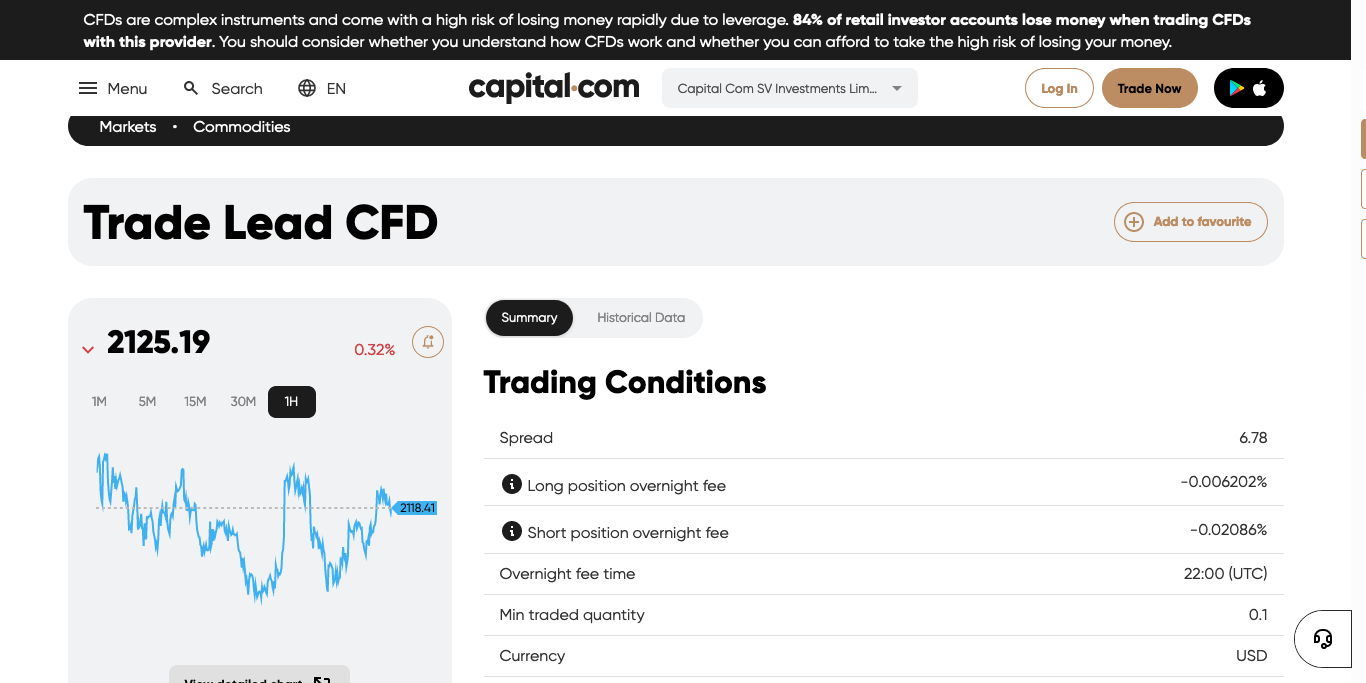 CFDs are complex instruments and come with a high risk of losing money rapidly due to leverage. 84% of retail investor accounts lose money when trading CFDs
with this provider. You should consider whether you understand how CFDs work and whether you can afford to take the high risk of losing your money.
Menu
Search
EN
capital.com
Capital Com SV Investments Lim...
Log In
Trade Now
Markets • Commodities
Trade Lead CFD
Add to favourite
2125.19
0.32%
1M 5M 15M 30M 1H
2118.41
View detailed chart
Summary
Historical Data
Trading Conditions
Spread 6.78
Long position overnight fee -0.006202%
Short position overnight fee -0.02086%
Overnight fee time 22:00 (UTC)
Min traded quantity 0.1
Currency USD